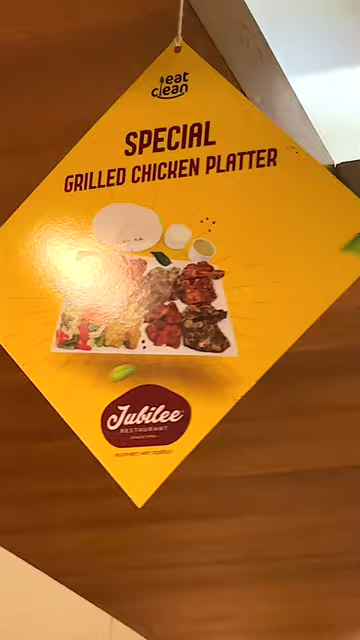 eat
clean
SPECIAL
GRILLED CHICKEN PLATTER
Jubilee
RESTAURANT